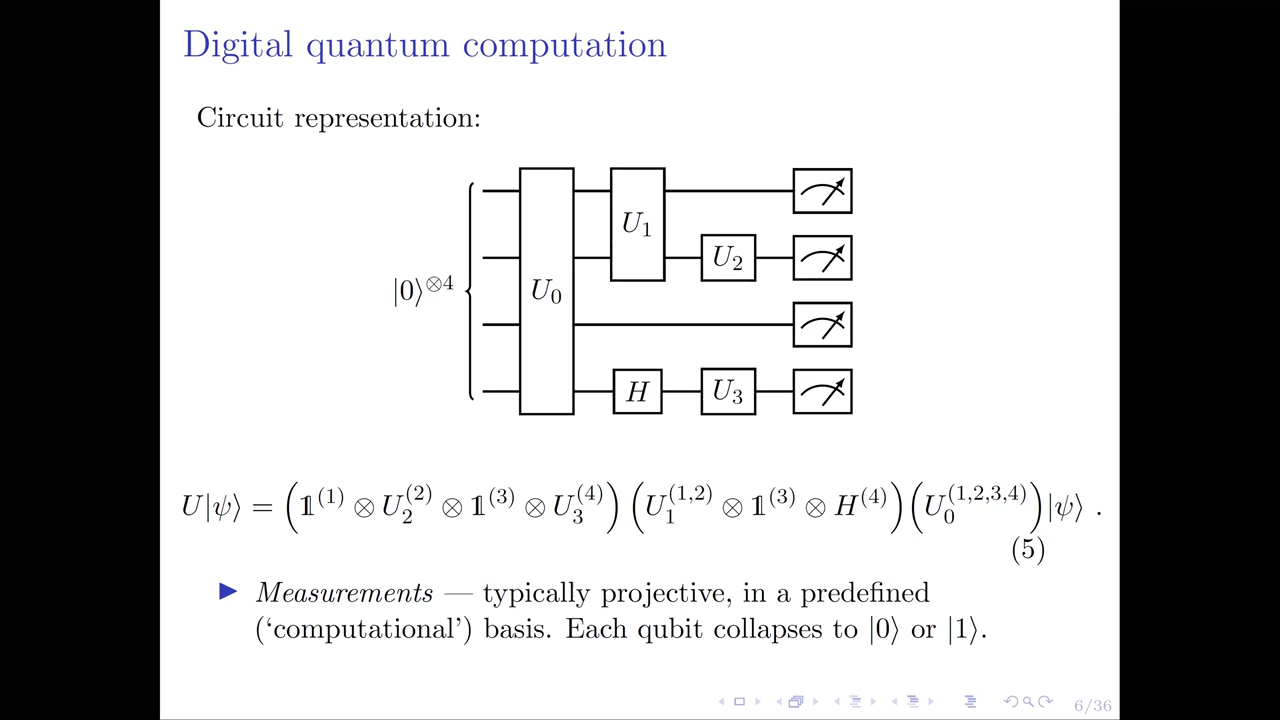 Digital quantum computation
Circuit representation:
|0⟩^{⊗4}
U_0
U_1
U_2
H
U_3
U|ψ⟩ = (𝟙^{(1)} ⊗ U_2^{(2)} ⊗ 𝟙^{(3)} ⊗ U_3^{(4)}) (U_1^{(1,2)} ⊗ 𝟙^{(3)} ⊗ H^{(4)}) (U_0^{(1,2,3,4)}) |ψ⟩ .
(5)
▶ Measurements — typically projective, in a predefined
(‘computational’) basis. Each qubit collapses to |0⟩ or |1⟩.
6/36